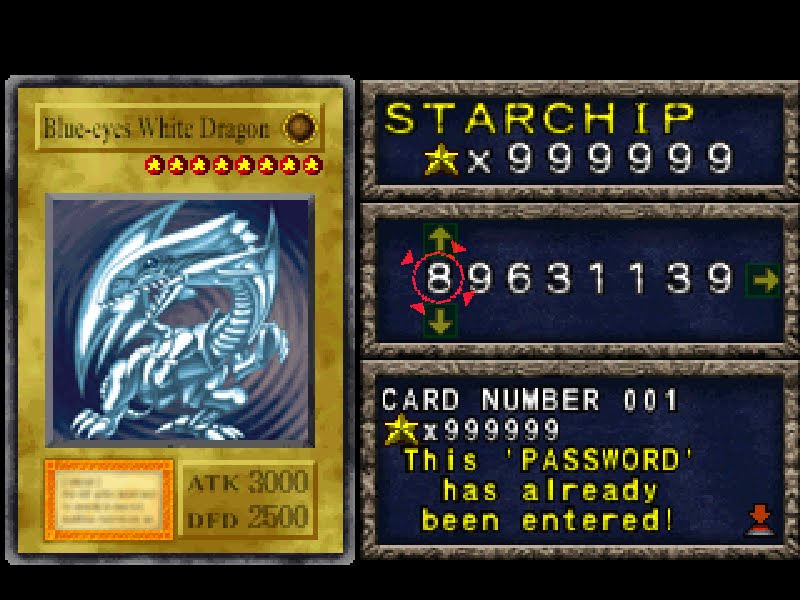 Blue-eyes White Dragon
ATK 3000
DFD 2500
STARCHIP
x 999999
89631139
CARD NUMBER 001
x999999
This 'PASSWORD'
has already
been entered!